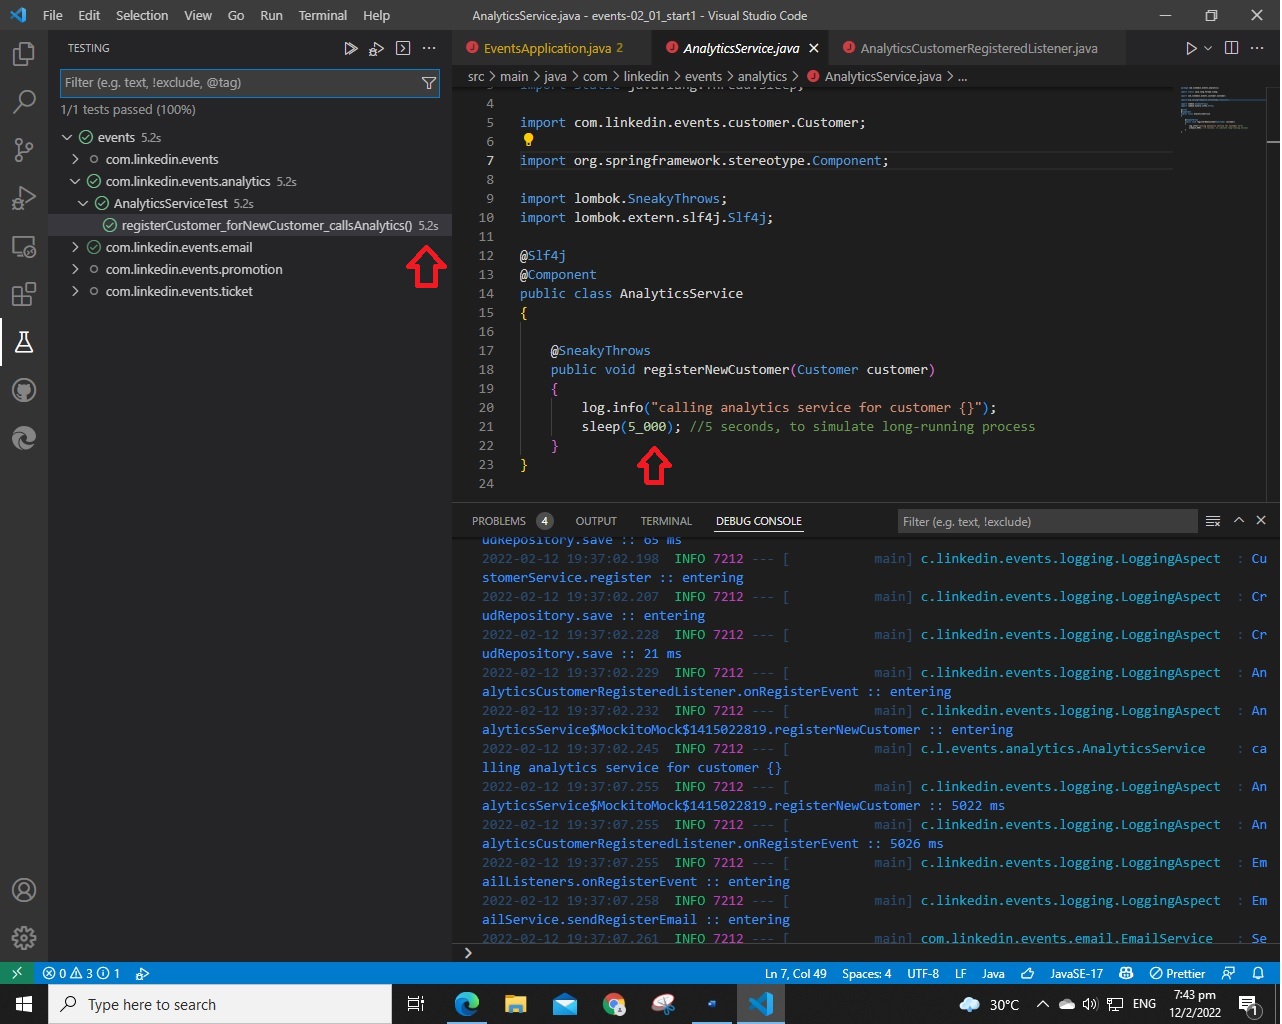 File Edit Selection View Go Run Terminal Help
AnalyticsService.java - events-02_01_start1 - Visual Studio Code
TESTING
Filter (e.g. text, !exclude, @tag)
1/1 tests passed (100%)
events 5.2s
com.linkedin.events
com.linkedin.events.analytics 5.2s
AnalyticsServiceTest 5.2s
registerCustomer_forNewCustomer_callsAnalytics() 5.2s
com.linkedin.events.email
com.linkedin.events.promotion
com.linkedin.events.ticket
EventsApplication.java 2
AnalyticsService.java
AnalyticsCustomerRegisteredListener.java
src > main > java > com > linkedin > events > analytics > AnalyticsService.java > ...
import static java.lang.Thread.sleep;
4
5 import com.linkedin.events.customer.Customer;
6
7 import org.springframework.stereotype.Component;
8
9 import lombok.SneakyThrows;
10 import lombok.extern.slf4j.Slf4j;
11
12 @Slf4j
13 @Component
14 public class AnalyticsService
15 {
16
17 @SneakyThrows
18 public void registerNewCustomer(Customer customer)
19 {
20 log.info("calling analytics service for customer {}");
21 sleep(5_000); //5 seconds, to simulate long-running process
22 }
23 }
24
PROBLEMS 4 OUTPUT TERMINAL DEBUG CONSOLE
Filter (e.g. text, !exclude)
udRepository.save :: 65 ms
2022-02-12 19:37:02.198 INFO 7212 --- [ main] c.linkedin.events.logging.LoggingAspect : Cu
stomerService.register :: entering
2022-02-12 19:37:02.207 INFO 7212 --- [ main] c.linkedin.events.logging.LoggingAspect : Cr
udRepository.save :: entering
2022-02-12 19:37:02.228 INFO 7212 --- [ main] c.linkedin.events.logging.LoggingAspect : Cr
udRepository.save :: 21 ms
2022-02-12 19:37:02.229 INFO 7212 --- [ main] c.linkedin.events.logging.LoggingAspect : An
alyticsCustomerRegisteredListener.onRegisterEvent :: entering
2022-02-12 19:37:02.232 INFO 7212 --- [ main] c.linkedin.events.logging.LoggingAspect : An
alyticsService$MockitoMock$1415022819.registerNewCustomer :: entering
2022-02-12 19:37:02.245 INFO 7212 --- [ main] c.l.events.analytics.AnalyticsService : ca
lling analytics service for customer {}
2022-02-12 19:37:07.255 INFO 7212 --- [ main] c.linkedin.events.logging.LoggingAspect : An
alyticsService$MockitoMock$1415022819.registerNewCustomer :: 5022 ms
2022-02-12 19:37:07.255 INFO 7212 --- [ main] c.linkedin.events.logging.LoggingAspect : An
alyticsCustomerRegisteredListener.onRegisterEvent :: 5026 ms
2022-02-12 19:37:07.255 INFO 7212 --- [ main] c.linkedin.events.logging.LoggingAspect : Em
ailListeners.onRegisterEvent :: entering
2022-02-12 19:37:07.258 INFO 7212 --- [ main] c.linkedin.events.logging.LoggingAspect : Em
ailService.sendRegisterEmail :: entering
2022-02-12 19:37:07.261 INFO 7212 --- [ main] com.linkedin.events.email.EmailService : Se
0 3 1
Ln 7, Col 49 Spaces: 4 UTF-8 LF Java JavaSE-17 Prettier
Type here to search
30°C
ENG
7:43 pm
12/2/2022
1